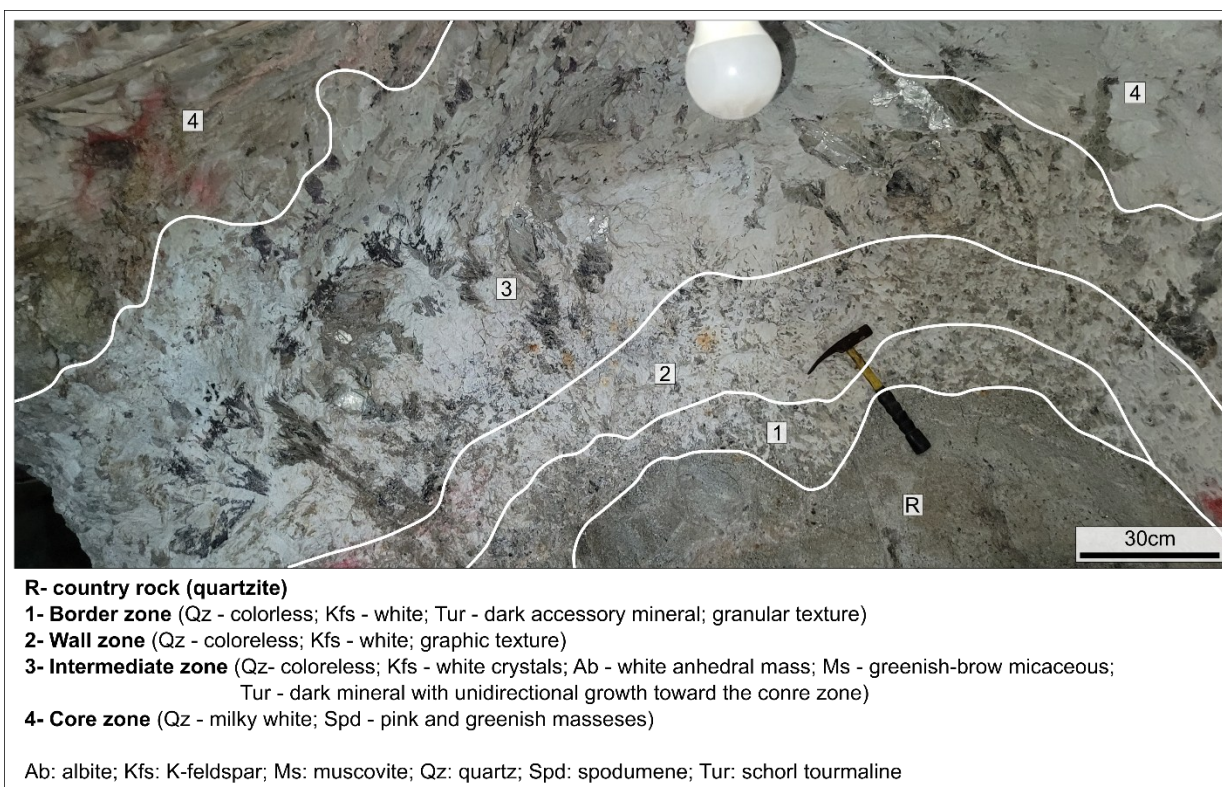 4
4
3
2
1
R
30cm
R- country rock (quartzite)
1- Border zone (Qz - colorless; Kfs - white; Tur - dark accessory mineral; granular texture)
2- Wall zone (Qz - coloreless; Kfs - white; graphic texture)
3- Intermediate zone (Qz- coloreless; Kfs - white crystals; Ab - white anhedral mass; Ms - greenish-brow micaceous;
Tur - dark mineral with unidirectional growth toward the conre zone)
4- Core zone (Qz - milky white; Spd - pink and greenish masseses)
Ab: albite; Kfs: K-feldspar; Ms: muscovite; Qz: quartz; Spd: spodumene; Tur: schorl tourmaline